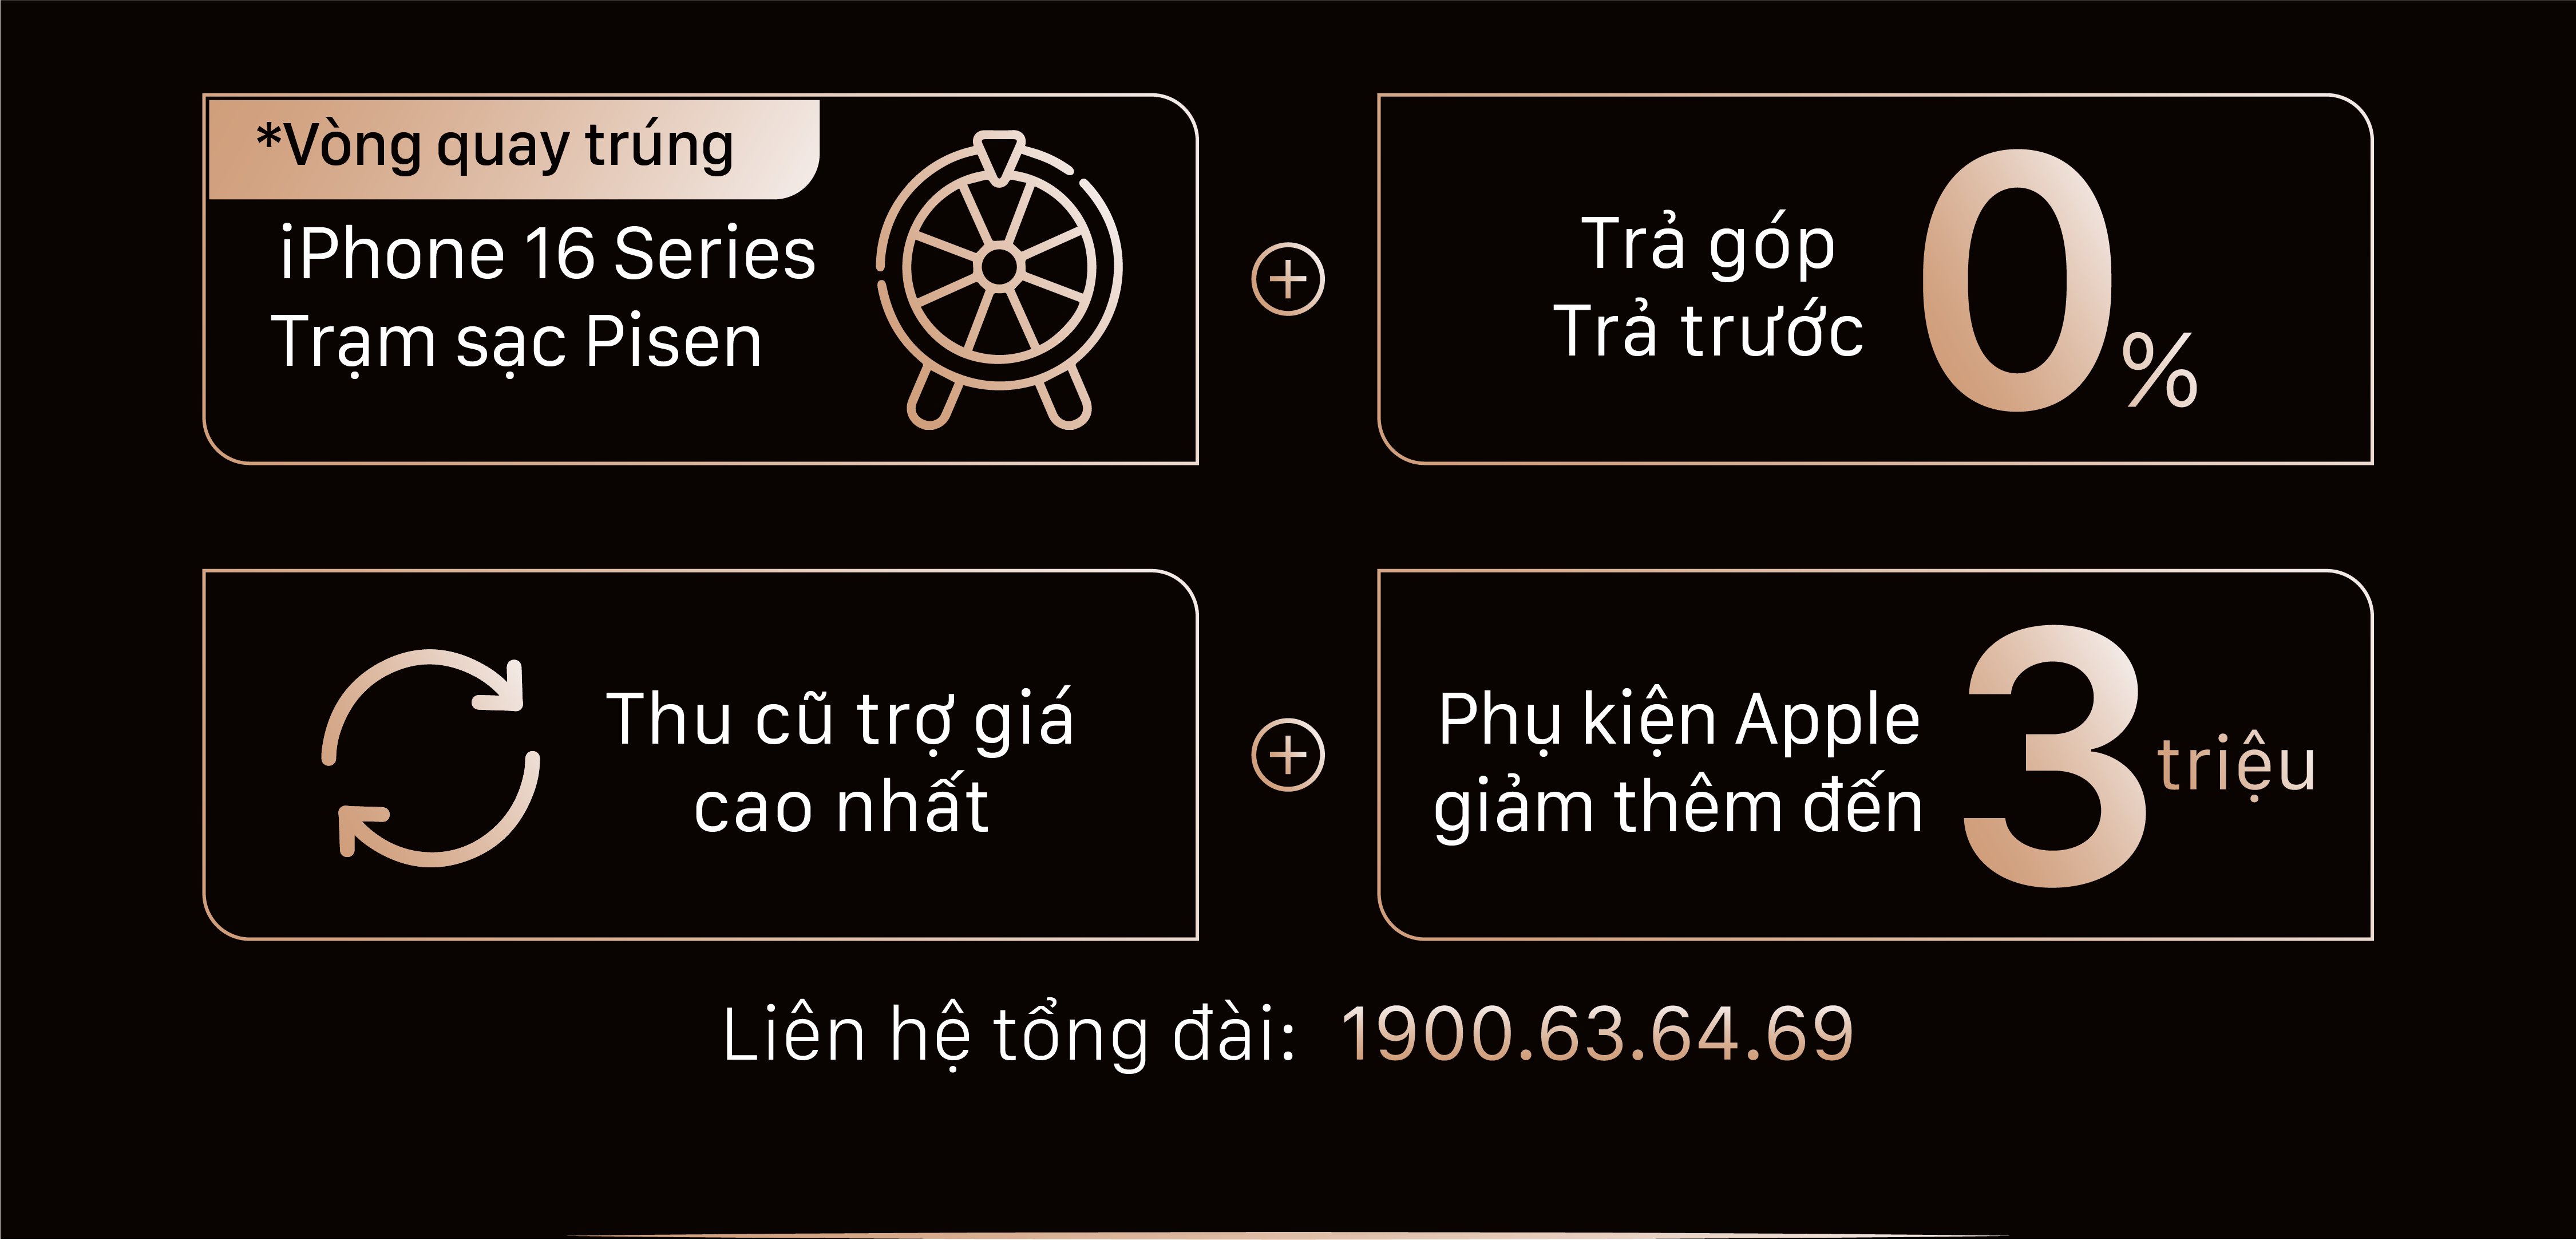 *Vòng quay trúng
iPhone 16 Series
Trạm sạc Pisen
Trả góp
Trả trước
0%
Thu cũ trợ giá
cao nhất
Phụ kiện Apple
giảm thêm đến
3 triệu
Liên hệ tổng đài: 1900.63.64.69